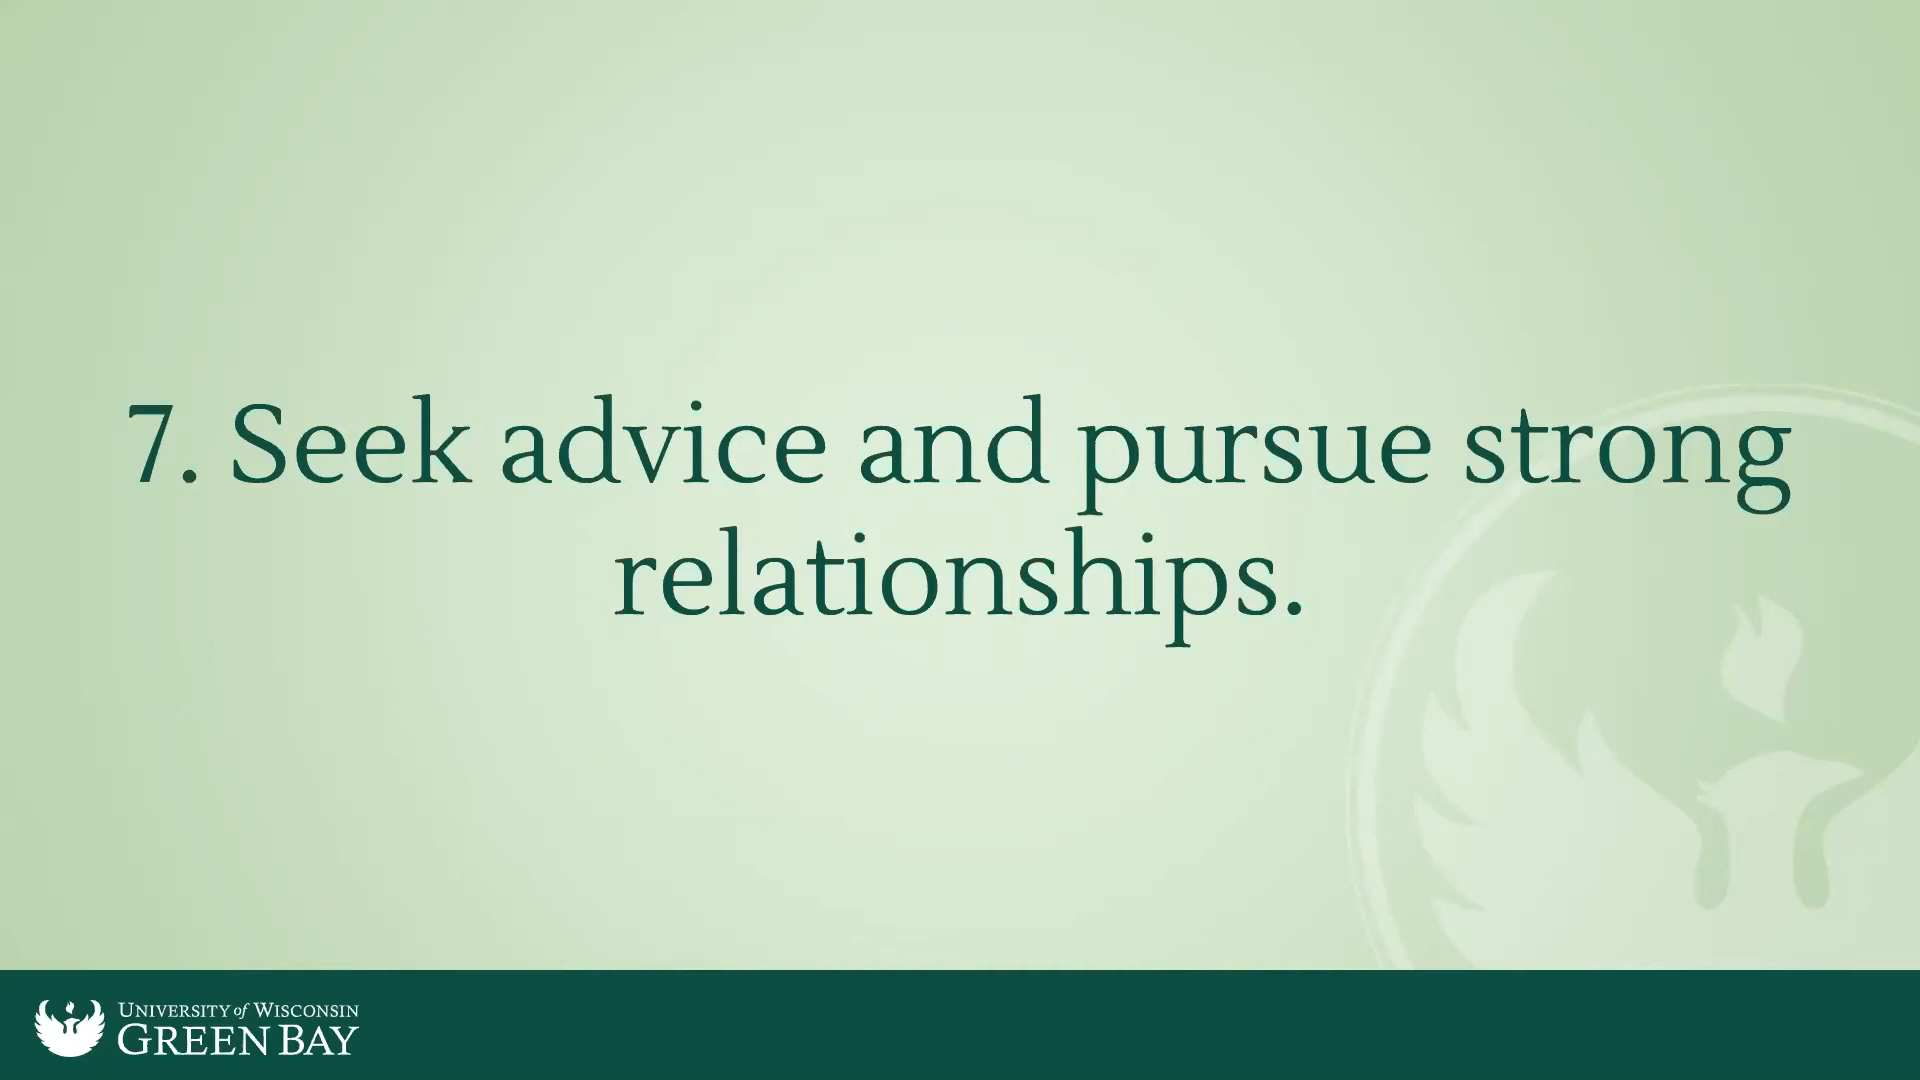 7. Seek advice and pursue strong
relationships.
UNIVERSITY of WISCONSIN
GREEN BAY